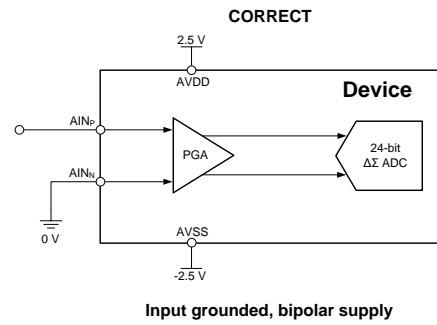 CORRECT
2.5 V
AVDD
Device
AINP
PGA
24-bit
ΔΣ ADC
AINN
0 V
AVSS
-2.5 V
Input grounded, bipolar supply